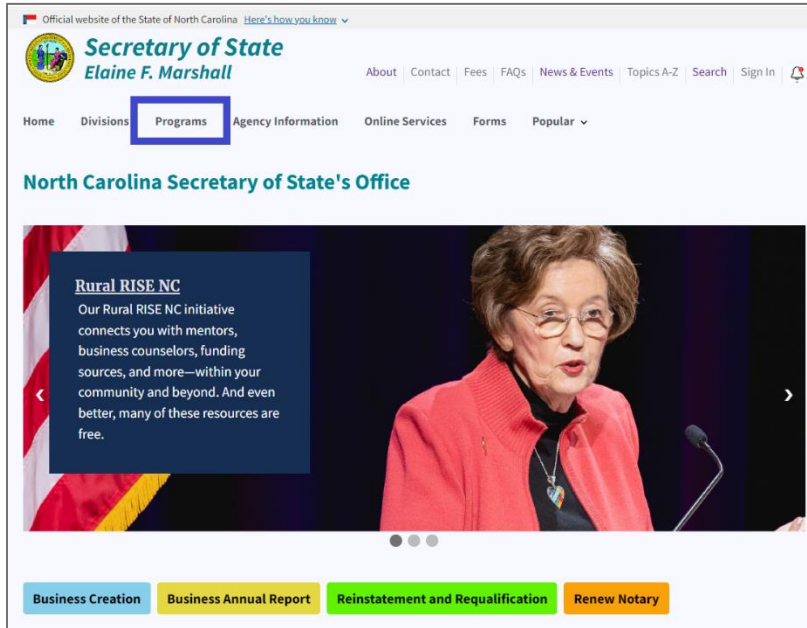 Official website of the State of North Carolina Here's how you know
Secretary of State
Elaine F. Marshall
About Contact Fees FAQs News & Events Topics A-Z Search Sign In
Home Divisions Programs Agency Information Online Services Forms Popular
North Carolina Secretary of State's Office
Rural RISE NC
Our Rural RISE NC initiative
connects you with mentors,
business counselors, funding
sources, and more—within your
community and beyond. And even
better, many of these resources are
free.
Business Creation Business Annual Report Reinstatement and Requalification Renew Notary